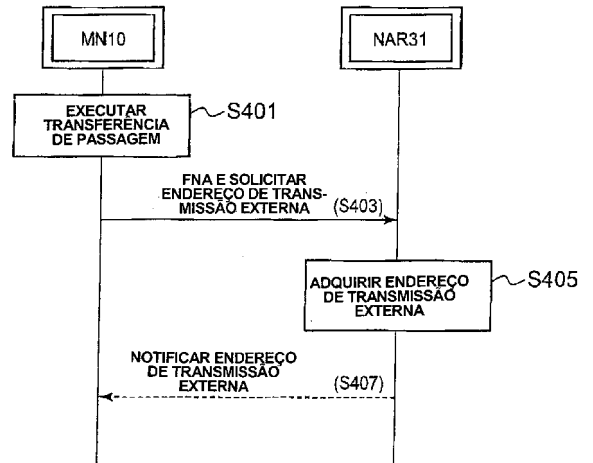 MN10
NAR31
EXECUTAR
TRANSFERÊNCIA
DE PASSAGEM
S401
FNA E SOLICITAR
ENDEREÇO DE TRANS-
MISSÃO EXTERNA
(S403)
ADQUIRIR ENDEREÇO
DE TRANSMISSÃO
EXTERNA
S405
NOTIFICAR ENDEREÇO
DE TRANSMISSÃO
EXTERNA
(S407)